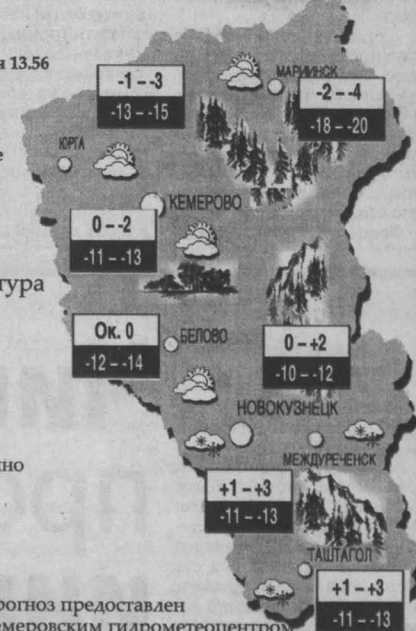 я 13.56
-1 – -3
-13 – -15
МАРИИНСК
-2 – -4
-18 – -20
ЮРГА
е
КЕМЕРОВО
0 – -2
-11 – -13
тура
Ок. 0
-12 – -14
БЕЛОВО
0 – +2
-10 – -12
НОВОКУЗНЕЦК
МЕЖДУРЕЧЕНСК
но
+1 – +3
-11 – -13
ТАШТАГОЛ
+1 – +3
-11 – -13
рогноз предоставлен
емеровским гидрометеоцентром